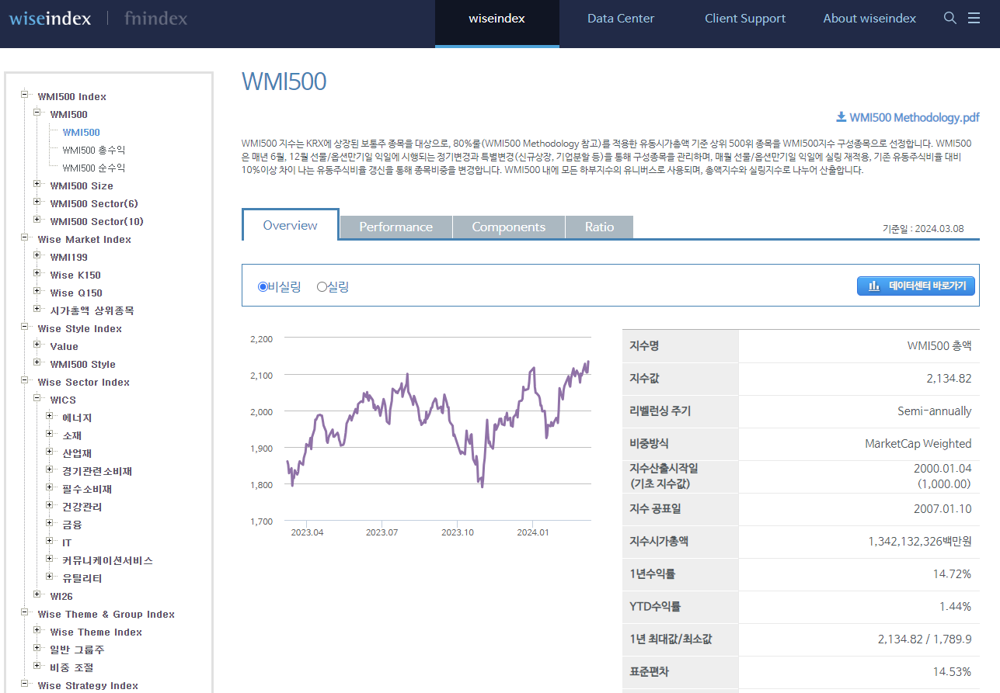 wiseindex | fnindex
wiseindex
Data Center
Client Support
About wiseindex
WMI500 Index
WMI500
WMI500
WMI500 총수익
WMI500 순수익
WMI500 Size
WMI500 Sector(6)
WMI500 Sector(10)
Wise Market Index
WMI199
Wise K150
Wise Q150
시가총액 상위종목
Wise Style Index
Value
WMI500 Style
Wise Sector Index
WICS
에너지
소재
산업재
경기관련소비재
필수소비재
건강관리
금융
IT
커뮤니케이션서비스
유틸리티
WI26
Wise Theme & Group Index
Wise Theme Index
일반 그룹주
비중 조절
Wise Strategy Index
WMI500
WMI500 Methodology.pdf
WMI500 지수는 KRX에 상장된 보통주 종목을 대상으로, 80%룰(WMI500 Methodology 참고)를 적용한 유동시가총액 기준 상위 500위 종목을 WMI500지수 구성종목으로 선정합니다. WMI500
은 매년 6월, 12월 선물/옵션만기일 익일에 시행되는 정기변경과 특별변경(신규상장, 기업분할 등)을 통해 구성종목을 관리하며, 매월 선물/옵션만기일 익일에 실링 재적용, 기존 유동주식비율 대비
10%이상 차이 나는 유동주식비율 갱신을 통해 종목비중을 변경합니다. WMI500 내에 모든 하부지수의 유니버스로 사용되며, 총액지수와 실링지수로 나누어 산출합니다.
Overview
Performance
Components
Ratio
기준일 : 2024.03.08
비실링
실링
데이터센터 바로가기
2,200
2,100
2,000
1,900
1,800
1,700
2023.04
2023.07
2023.10
2024.01
지수명 WMI500 총액
지수값 2,134.82
리벨런싱 주기 Semi-annually
비중방식 MarketCap Weighted
지수산출시작일 2000.01.04
(기초 지수값) (1,000.00)
지수 공표일 2007.01.10
지수시가총액 1,342,132,326백만원
1년수익률 14.72%
YTD수익률 1.44%
1년 최대값/최소값 2,134.82 / 1,789.9
표준편차 14.53%